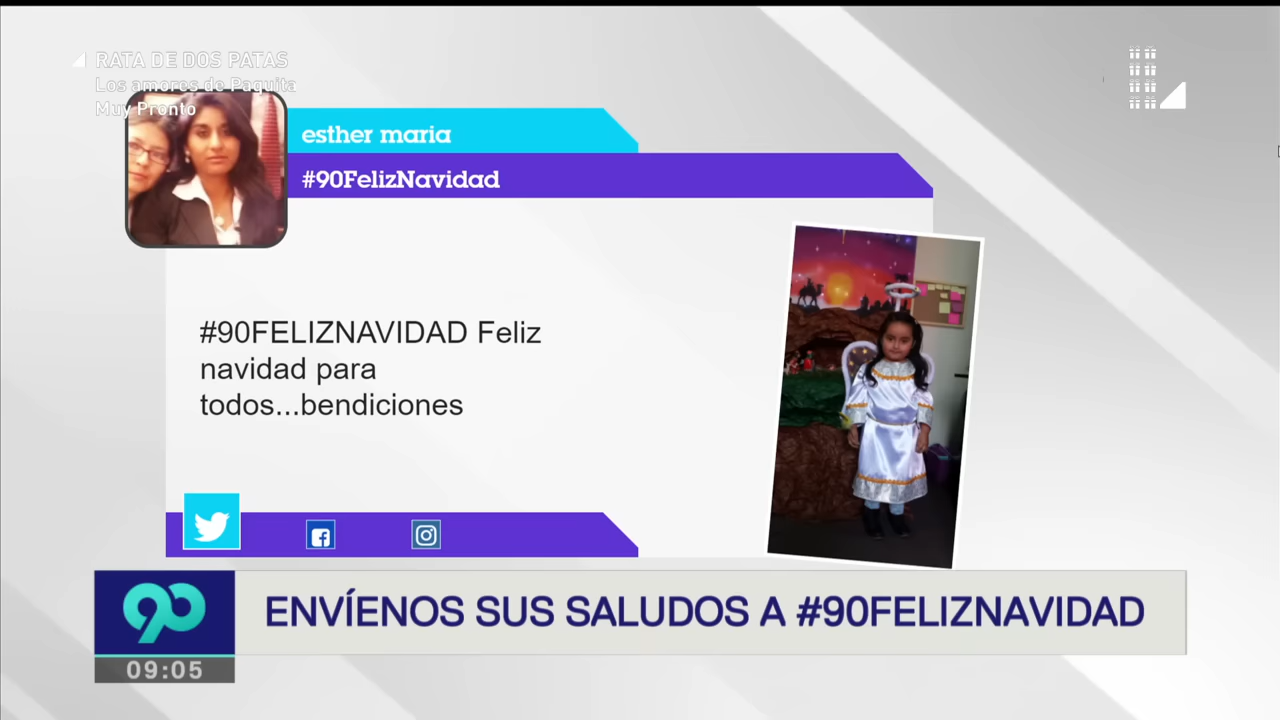 RATA DE DOS PATAS
Los amores de Paquita
Muy Pronto
esther maria
#90FelizNavidad
#90FELIZNAVIDAD Feliz
navidad para
todos...bendiciones
90
ENVÍENOS SUS SALUDOS A #90FELIZNAVIDAD
09:05